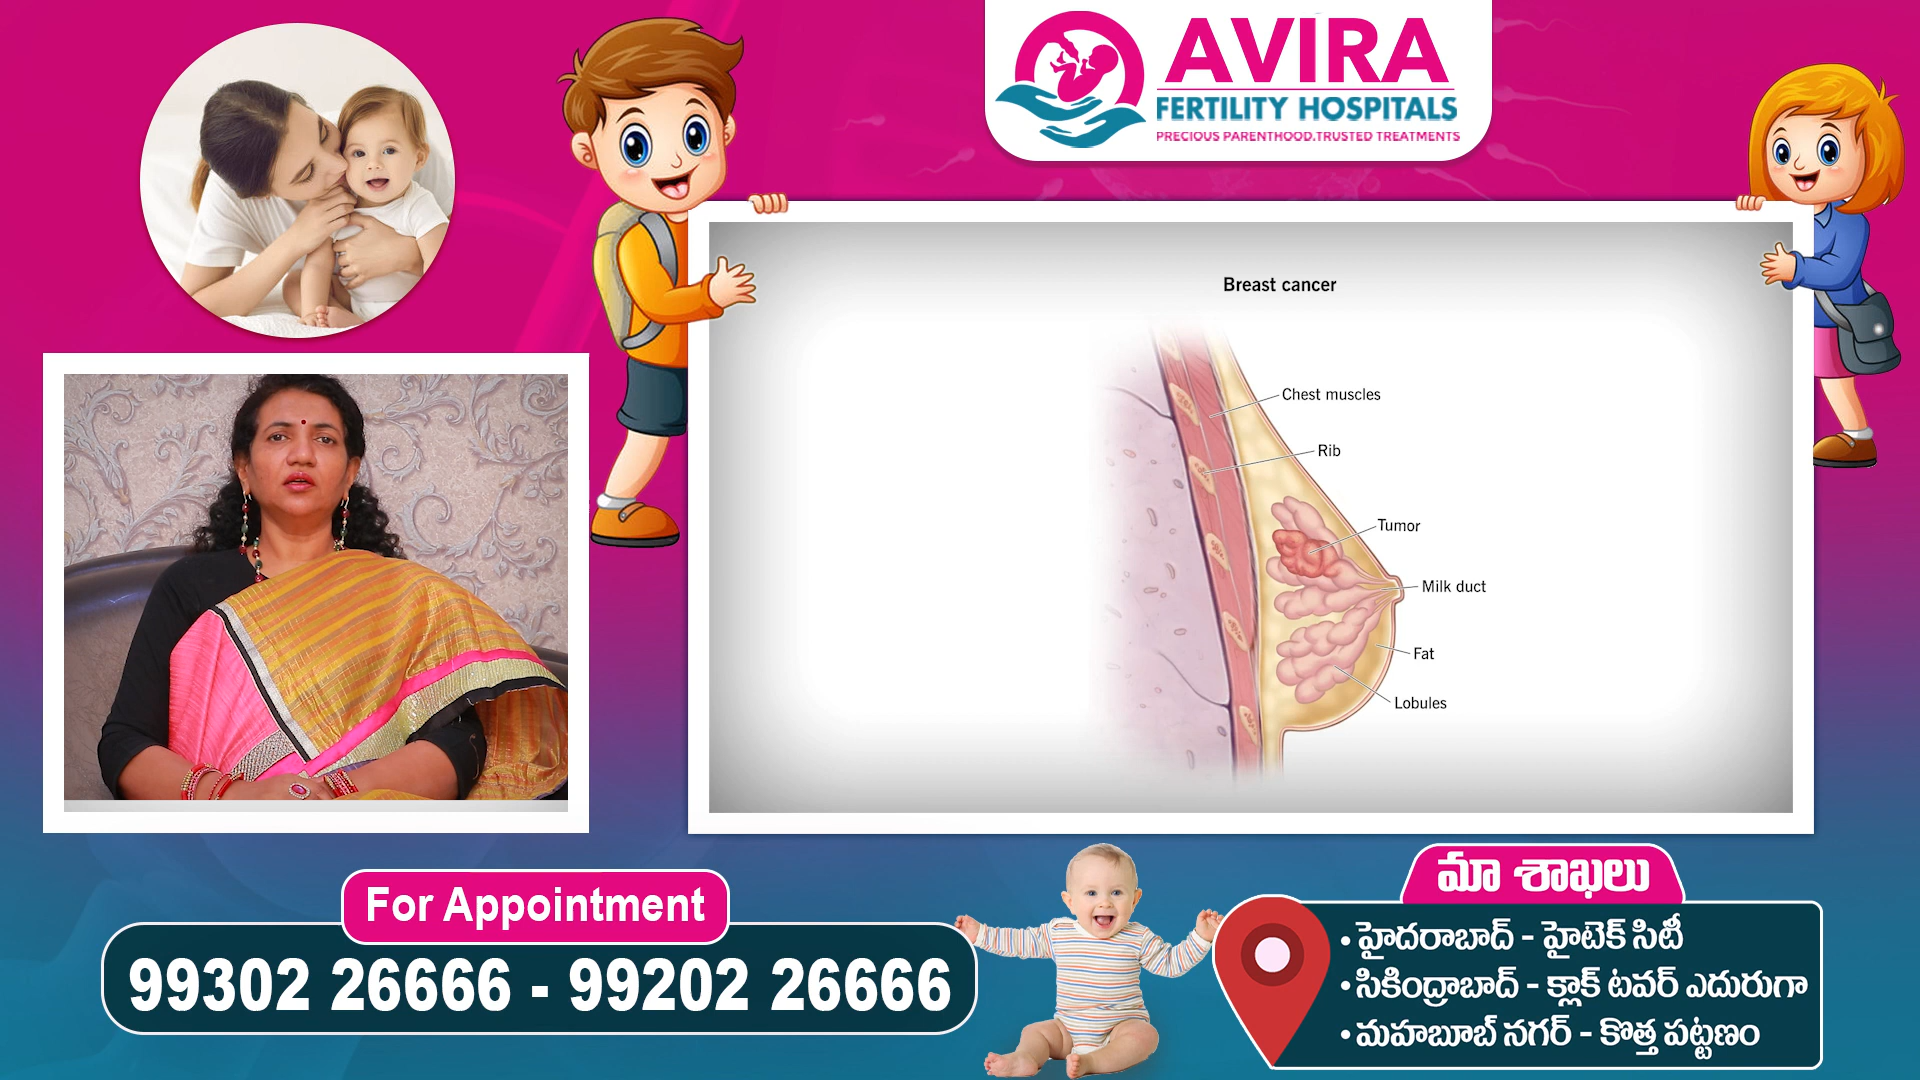 AVIRA
FERTILITY HOSPITALS
PRECIOUS PARENTHOOD.TRUSTED TREATMENTS
Breast cancer
Chest muscles
Rib
Tumor
Milk duct
Fat
Lobules
For Appointment
99302 26666 - 99202 26666
మా శాఖలు
• హైదరాబాద్ - హైటెక్ సిటీ
• సికింద్రాబాద్ - క్లాక్ టవర్ ఎదురుగా
• మహబూబ్ నగర్ - కొత్త పట్టణం